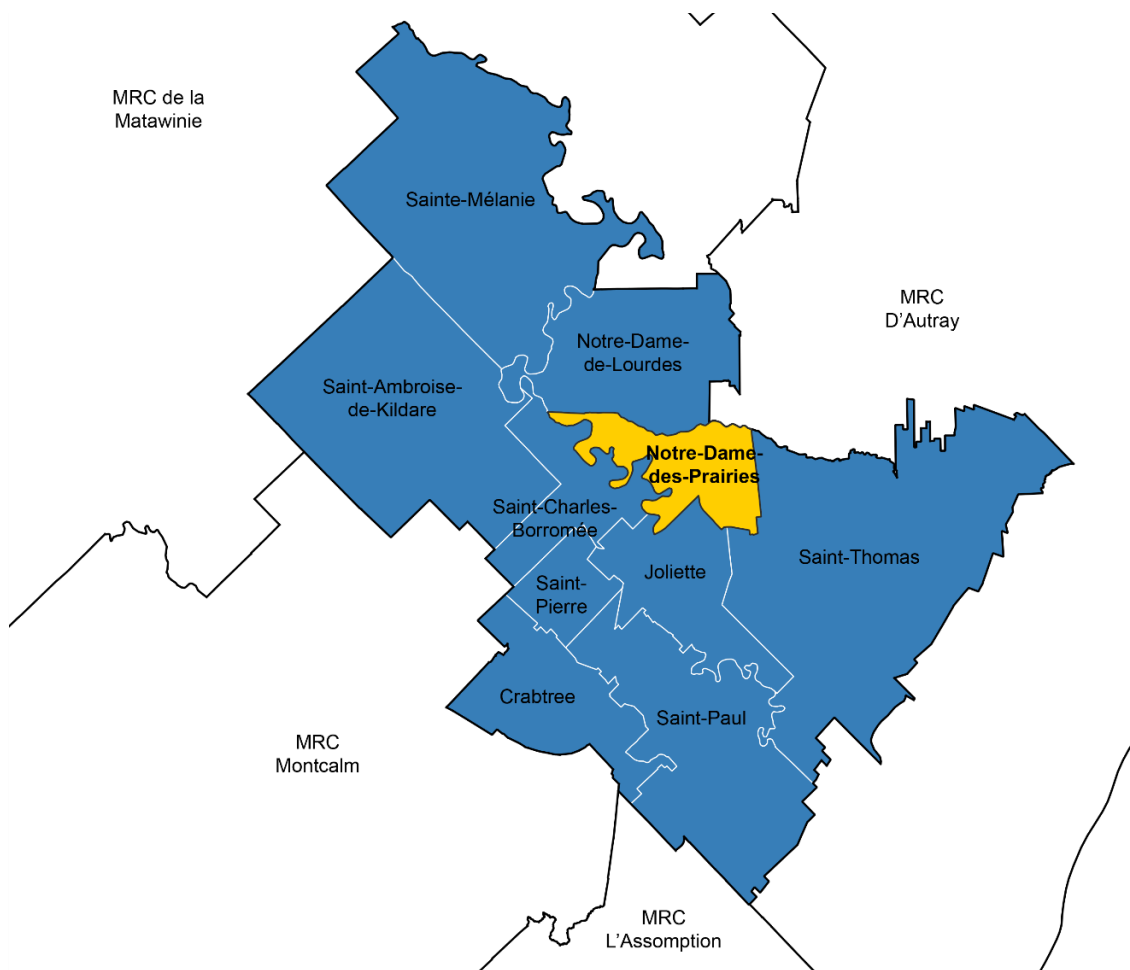 MRC de la
Matawinie
Sainte-Mélanie
MRC
D'Autray
Notre-Dame-
de-Lourdes
Saint-Ambroise-
de-Kildare
Notre-Dame-
des-Prairies
Saint-Charles-
Borromée
Saint-Thomas
Joliette
Saint-
Pierre
Crabtree
Saint-Paul
MRC
Montcalm
MRC
L'Assomption